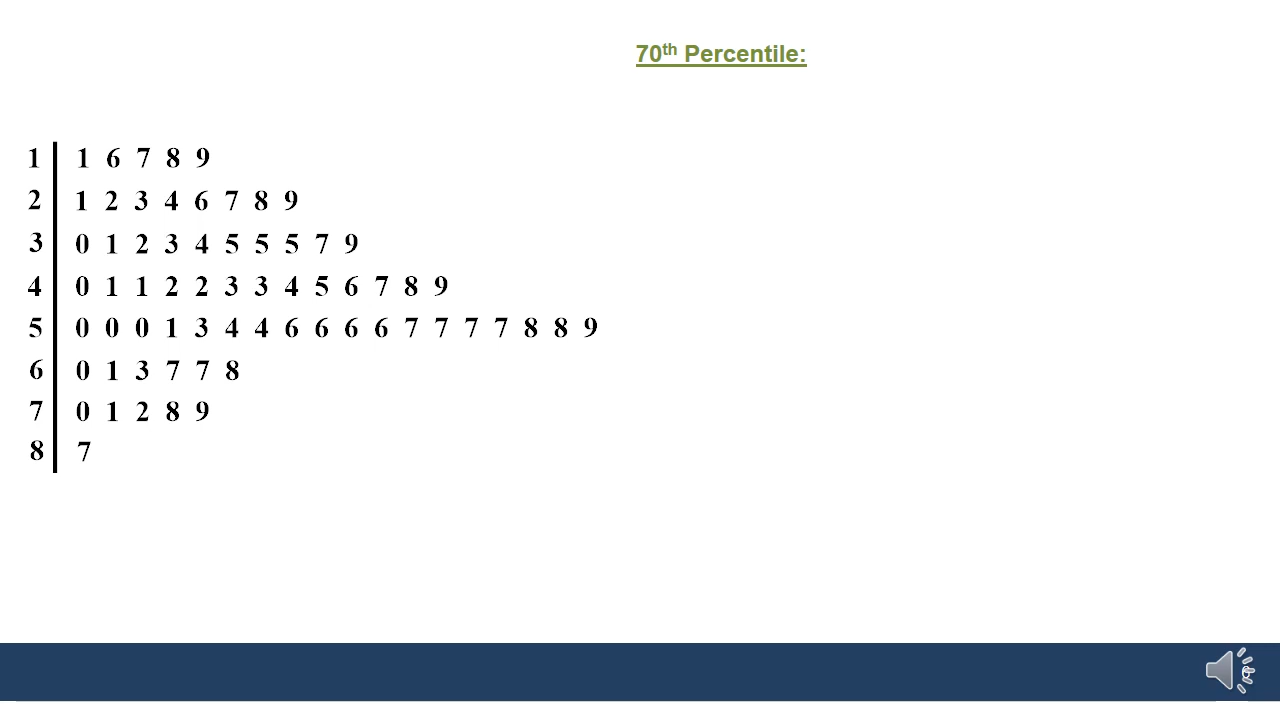 70th Percentile:
1 | 1 6 7 8 9
2 | 1 2 3 4 6 7 8 9
3 | 0 1 2 3 4 5 5 5 7 9
4 | 0 1 1 2 2 3 3 4 5 6 7 8 9
5 | 0 0 0 1 3 4 4 6 6 6 6 7 7 7 7 8 8 9
6 | 0 1 3 7 7 8
7 | 0 1 2 8 9
8 | 7